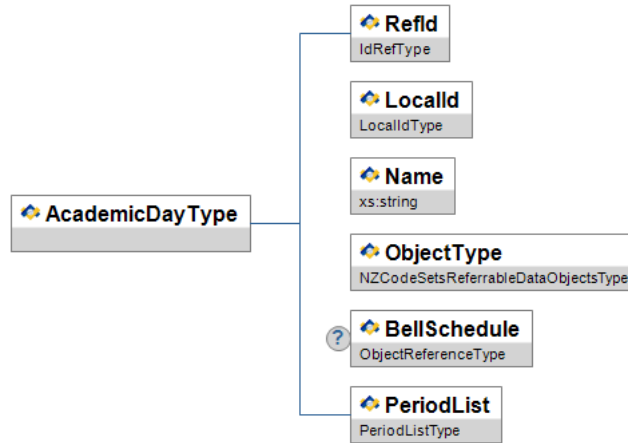 RefId
IdRefType
LocalId
LocalIdType
Name
xs:string
AcademicDayType
ObjectType
NZCodeSetsReferrableDataObjectsType
?
BellSchedule
ObjectReferenceType
PeriodList
PeriodListType